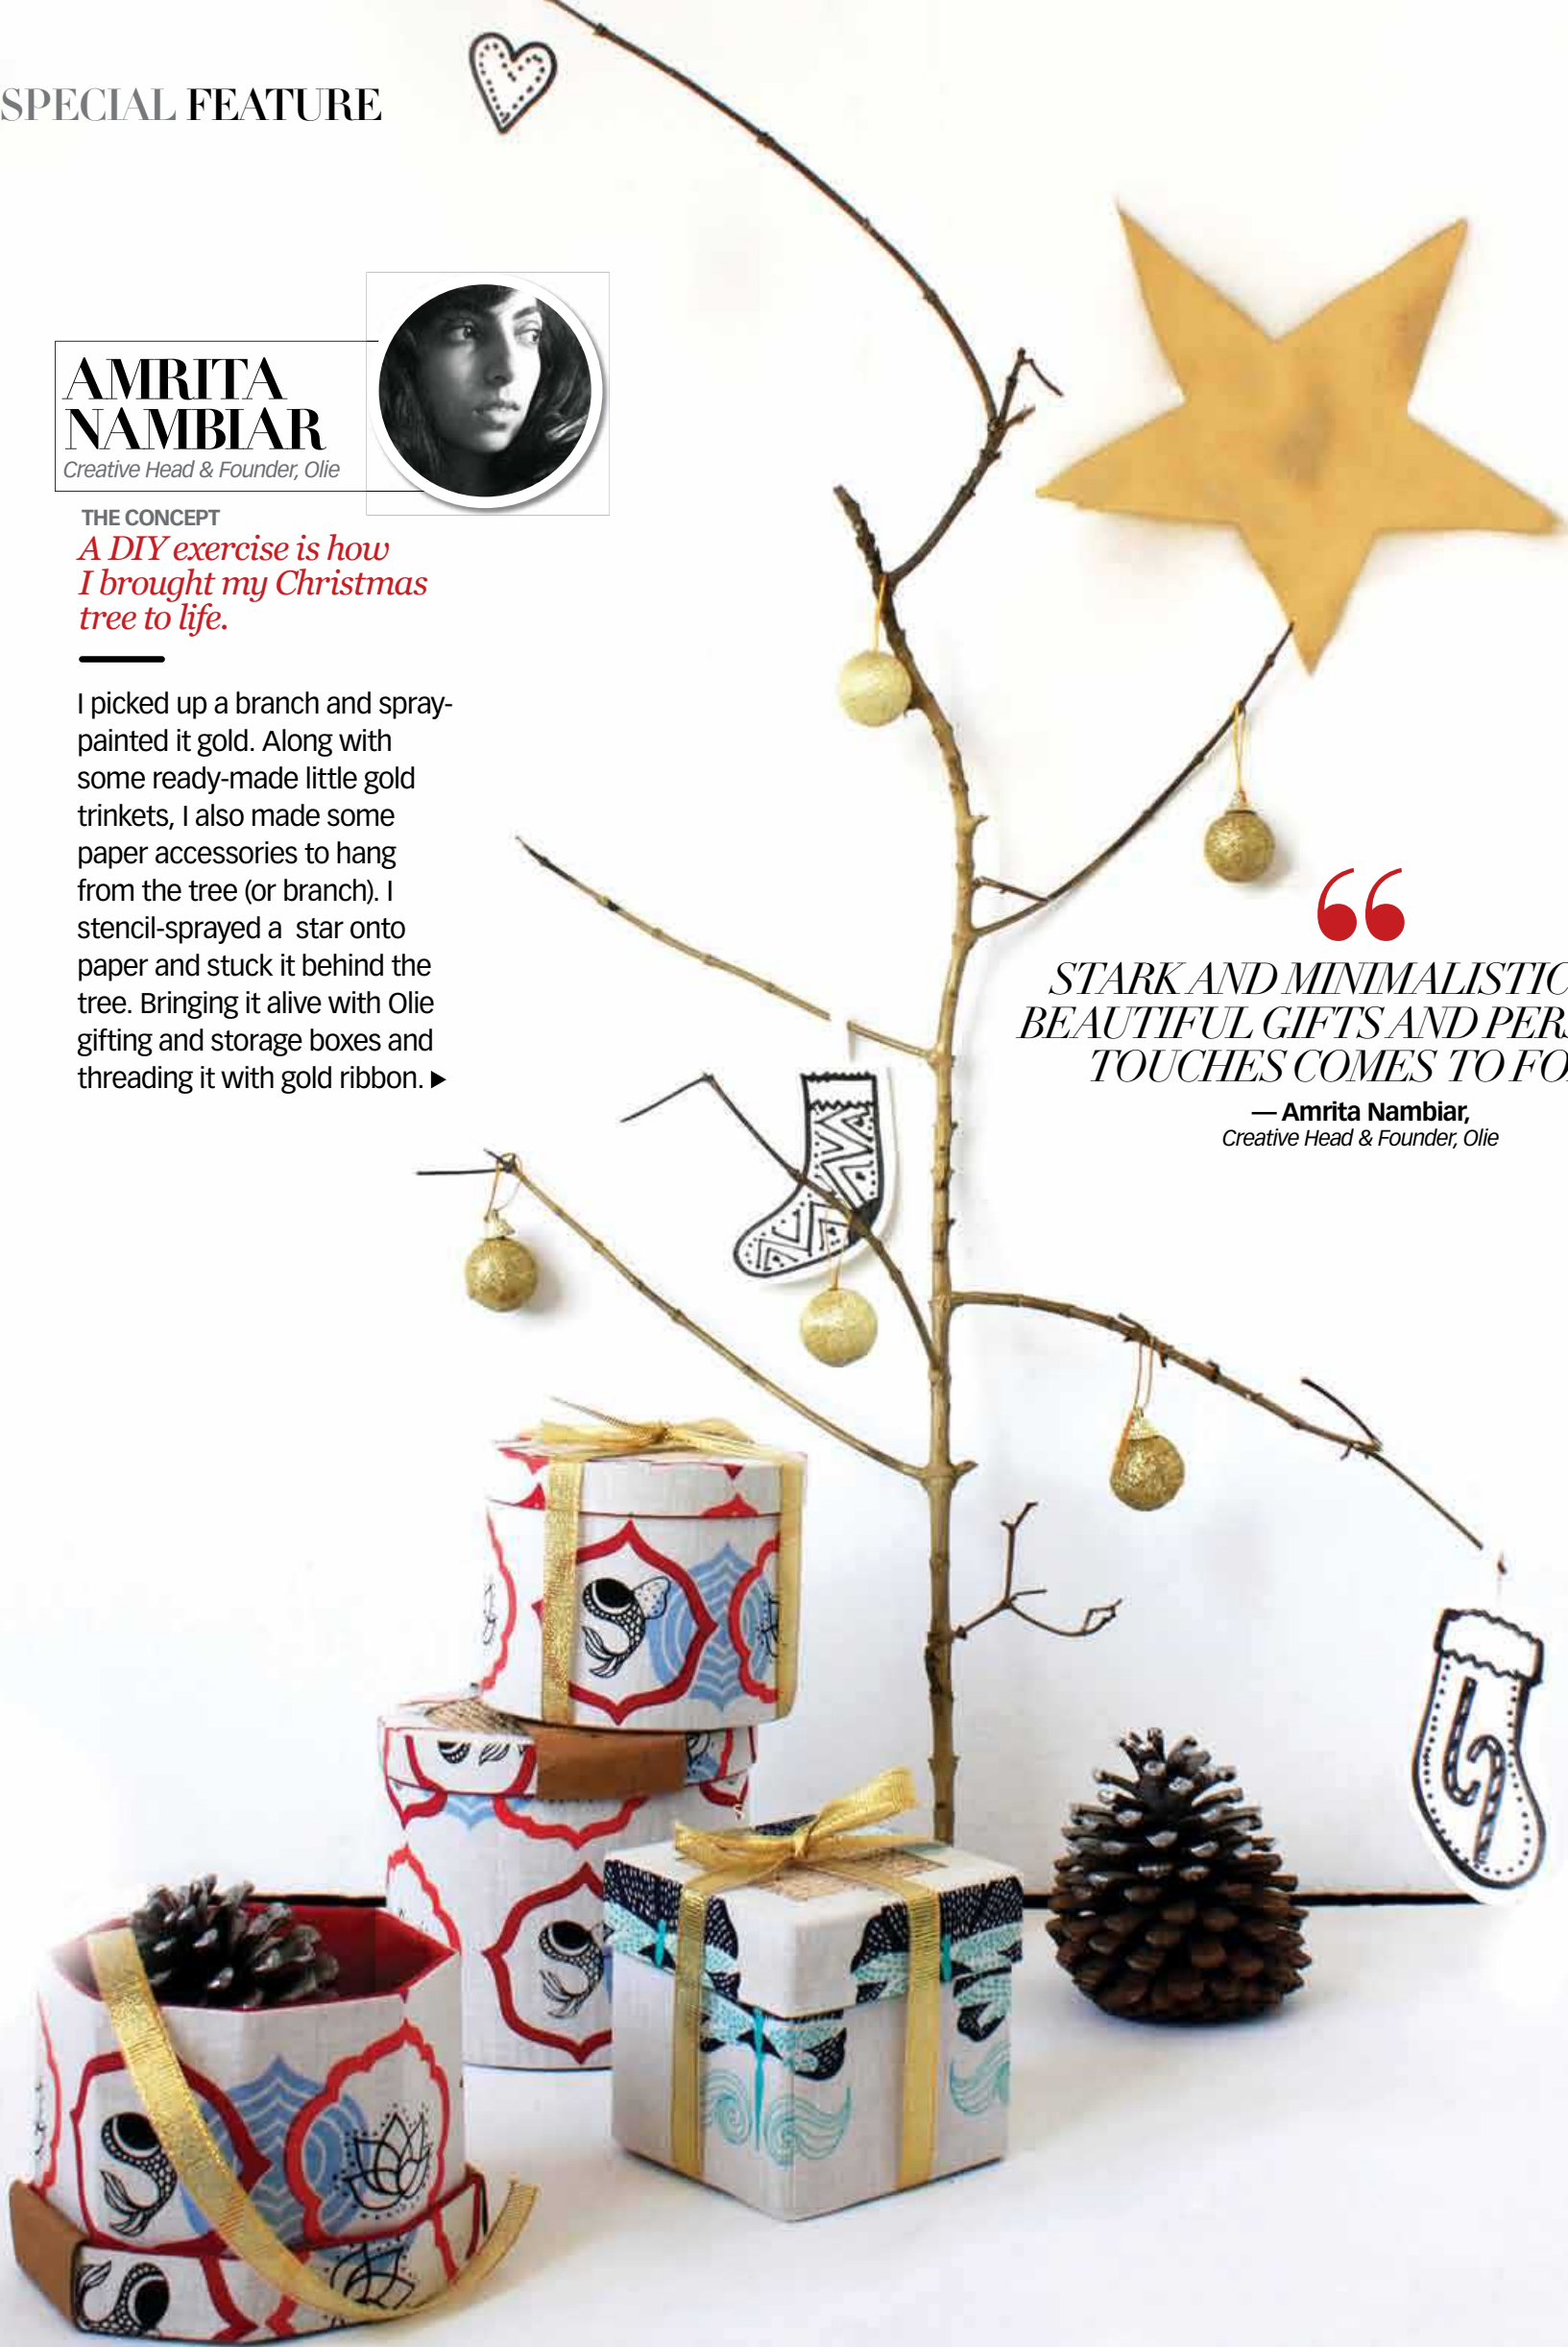 SPECIAL FEATURE
AMRITA
NAMBIAR
Creative Head & Founder, Olie
THE CONCEPT
A DIY exercise is how
I brought my Christmas
tree to life.
I picked up a branch and spray-
painted it gold. Along with
some ready-made little gold
trinkets, I also made some
paper accessories to hang
from the tree (or branch). I
stencil-sprayed a  star onto
paper and stuck it behind the
tree. Bringing it alive with Olie
gifting and storage boxes and
threading it with gold ribbon. ▶
“
STARK AND MINIMALISTIC
BEAUTIFUL GIFTS AND
TOUCHES COMES TO
— Amrita Nambiar,
Creative Head & Founder, Olie